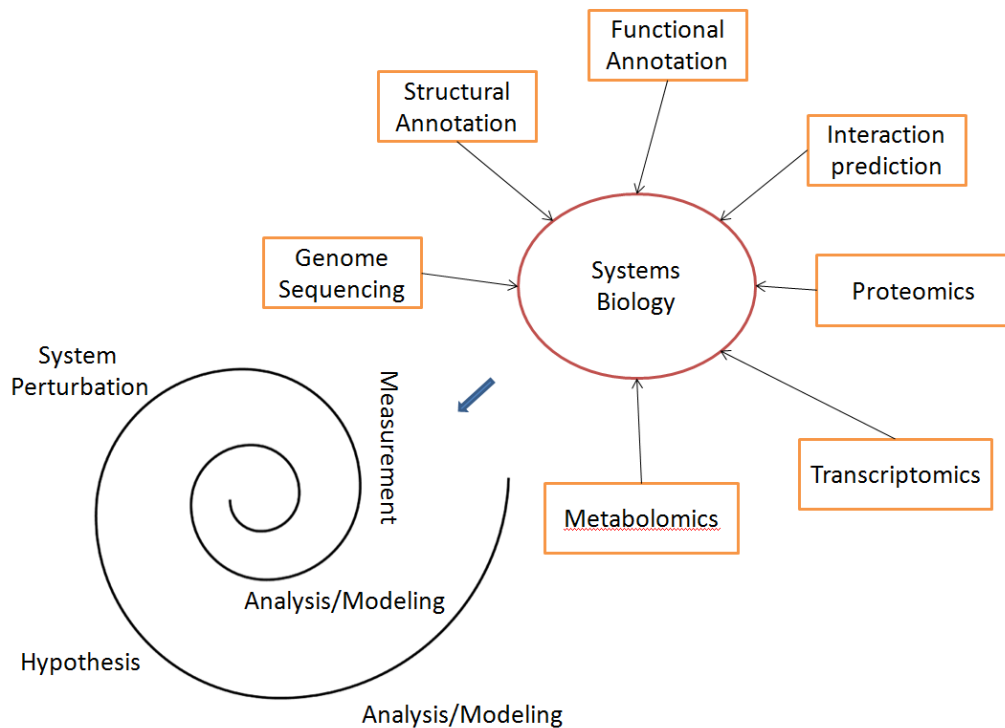 Functional
Annotation
Structural
Annotation
Interaction
prediction
Genome
Sequencing
Systems
Biology
Proteomics
System
Perturbation
Measurement
Transcriptomics
Metabolomics
Analysis/Modeling
Hypothesis
Analysis/Modeling